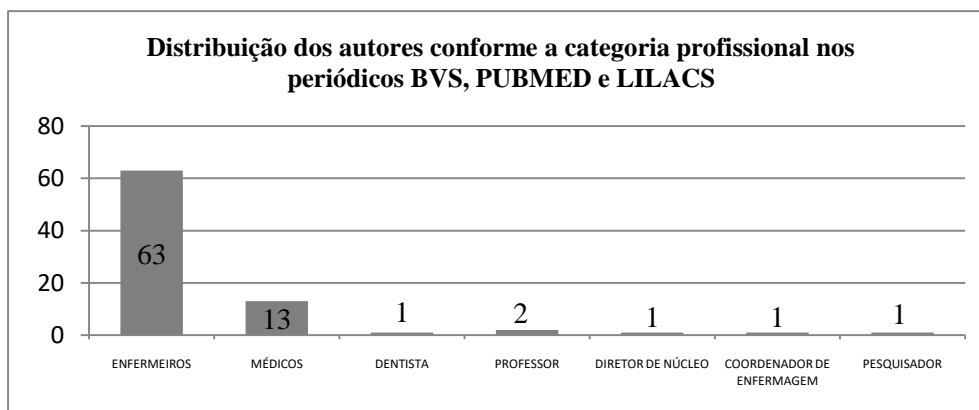 Distribuição dos autores conforme a categoria profissional nos
periódicos BVS, PUBMED e LILACS
80
60
40
20
0
63
13
1
2
1
1
1
ENFERMEIROS
MÉDICOS
DENTISTA
PROFESSOR
DIRETOR DE NÚCLEO
COORDENADOR DE
ENFERMAGEM
PESQUISADOR